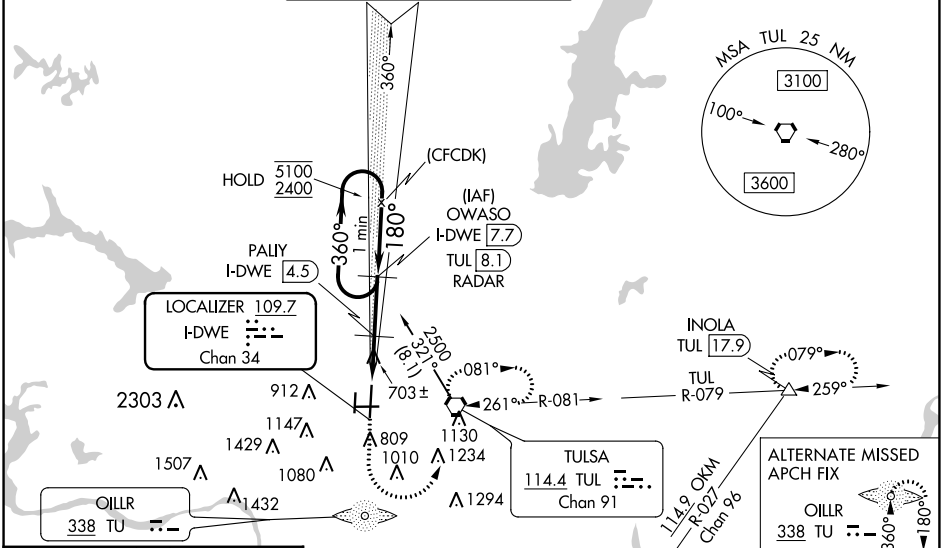 360°
MSA TUL 25 NM
3100
100°
280°
3600
(CFCDK)
HOLD 5100
2400
360°
1 min
180°
(IAF)
OWASO
I-DWE 7.7
TUL 8.1
RADAR
PALIY
I-DWE 4.5
LOCALIZER 109.7
I-DWE
Chan 34
2500
321°
(8.1)
INOLA
TUL 17.9
079°
259°
081°
261°
R-081
TUL
R-079
703 ±
2303
912
1147
1429
809
1010
1130
1234
1507
1080
1432
1294
TULSA
114.4 TUL
Chan 91
114.9 OKM
R-027
Chan 96
OILLR
338 TU
ALTERNATE MISSED
APCH FIX
OILLR
338 TU
360°
180°